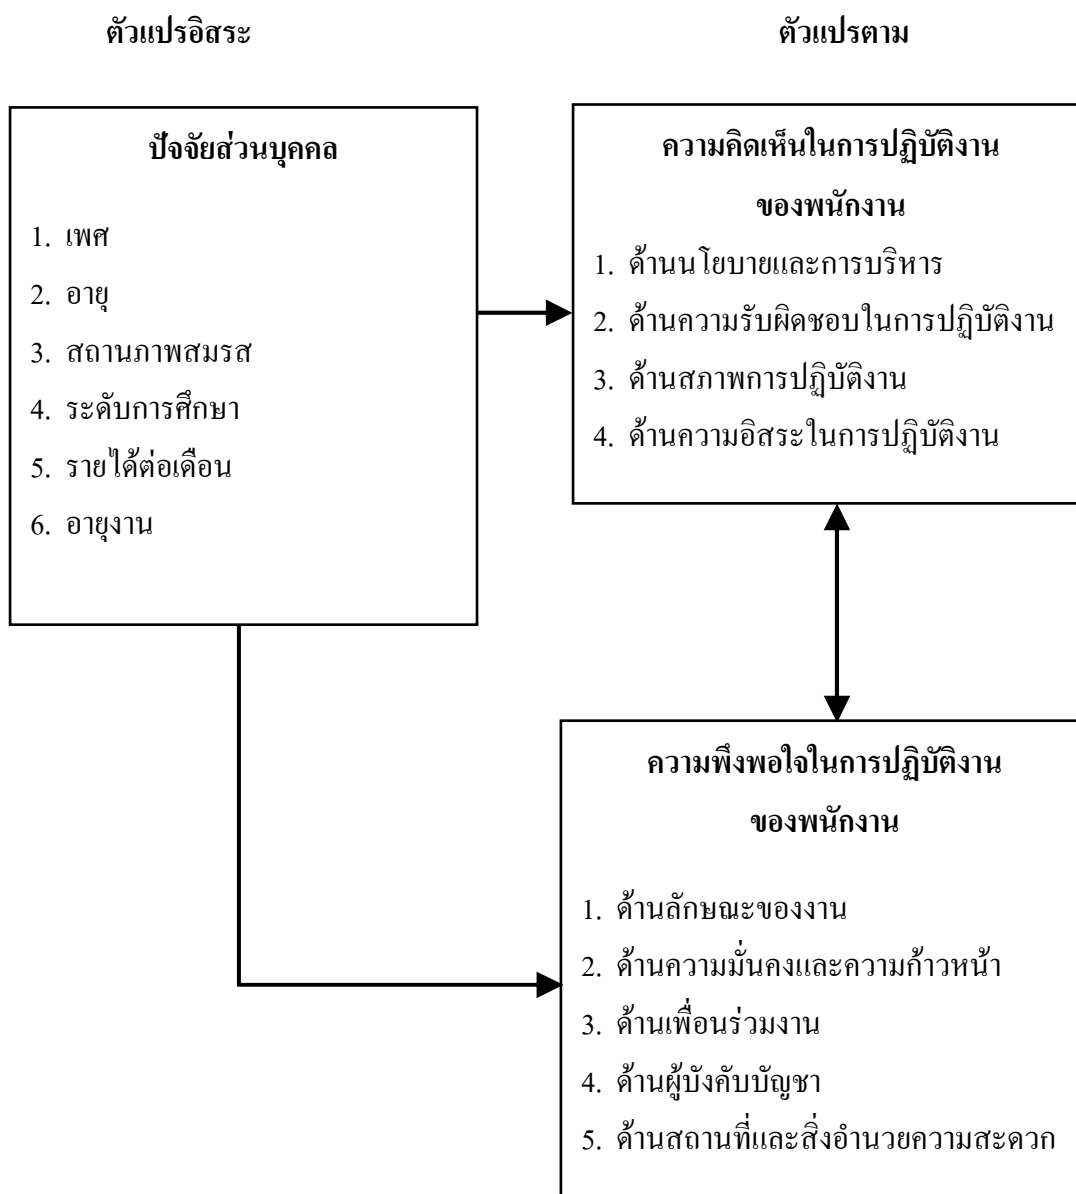 ตัวแปรอิสระ
ตัวแปรตาม
ปัจจัยส่วนบุคคล
1. เพศ
2. อายุ
3. สถานภาพสมรส
4. ระดับการศึกษา
5. รายได้ต่อเดือน
6. อายุงาน
ความคิดเห็นในการปฏิบัติงาน
ของพนักงาน
1. ด้านนโยบายและการบริหาร
2. ด้านความรับผิดชอบในการปฏิบัติงาน
3. ด้านสภาพการปฏิบัติงาน
4. ด้านความอิสระในการปฏิบัติงาน
ความพึงพอใจในการปฏิบัติงาน
ของพนักงาน
1. ด้านลักษณะของงาน
2. ด้านความมั่นคงและความก้าวหน้า
3. ด้านเพื่อนร่วมงาน
4. ด้านผู้บังคับบัญชา
5. ด้านสถานที่และสิ่งอำนวยความสะดวก